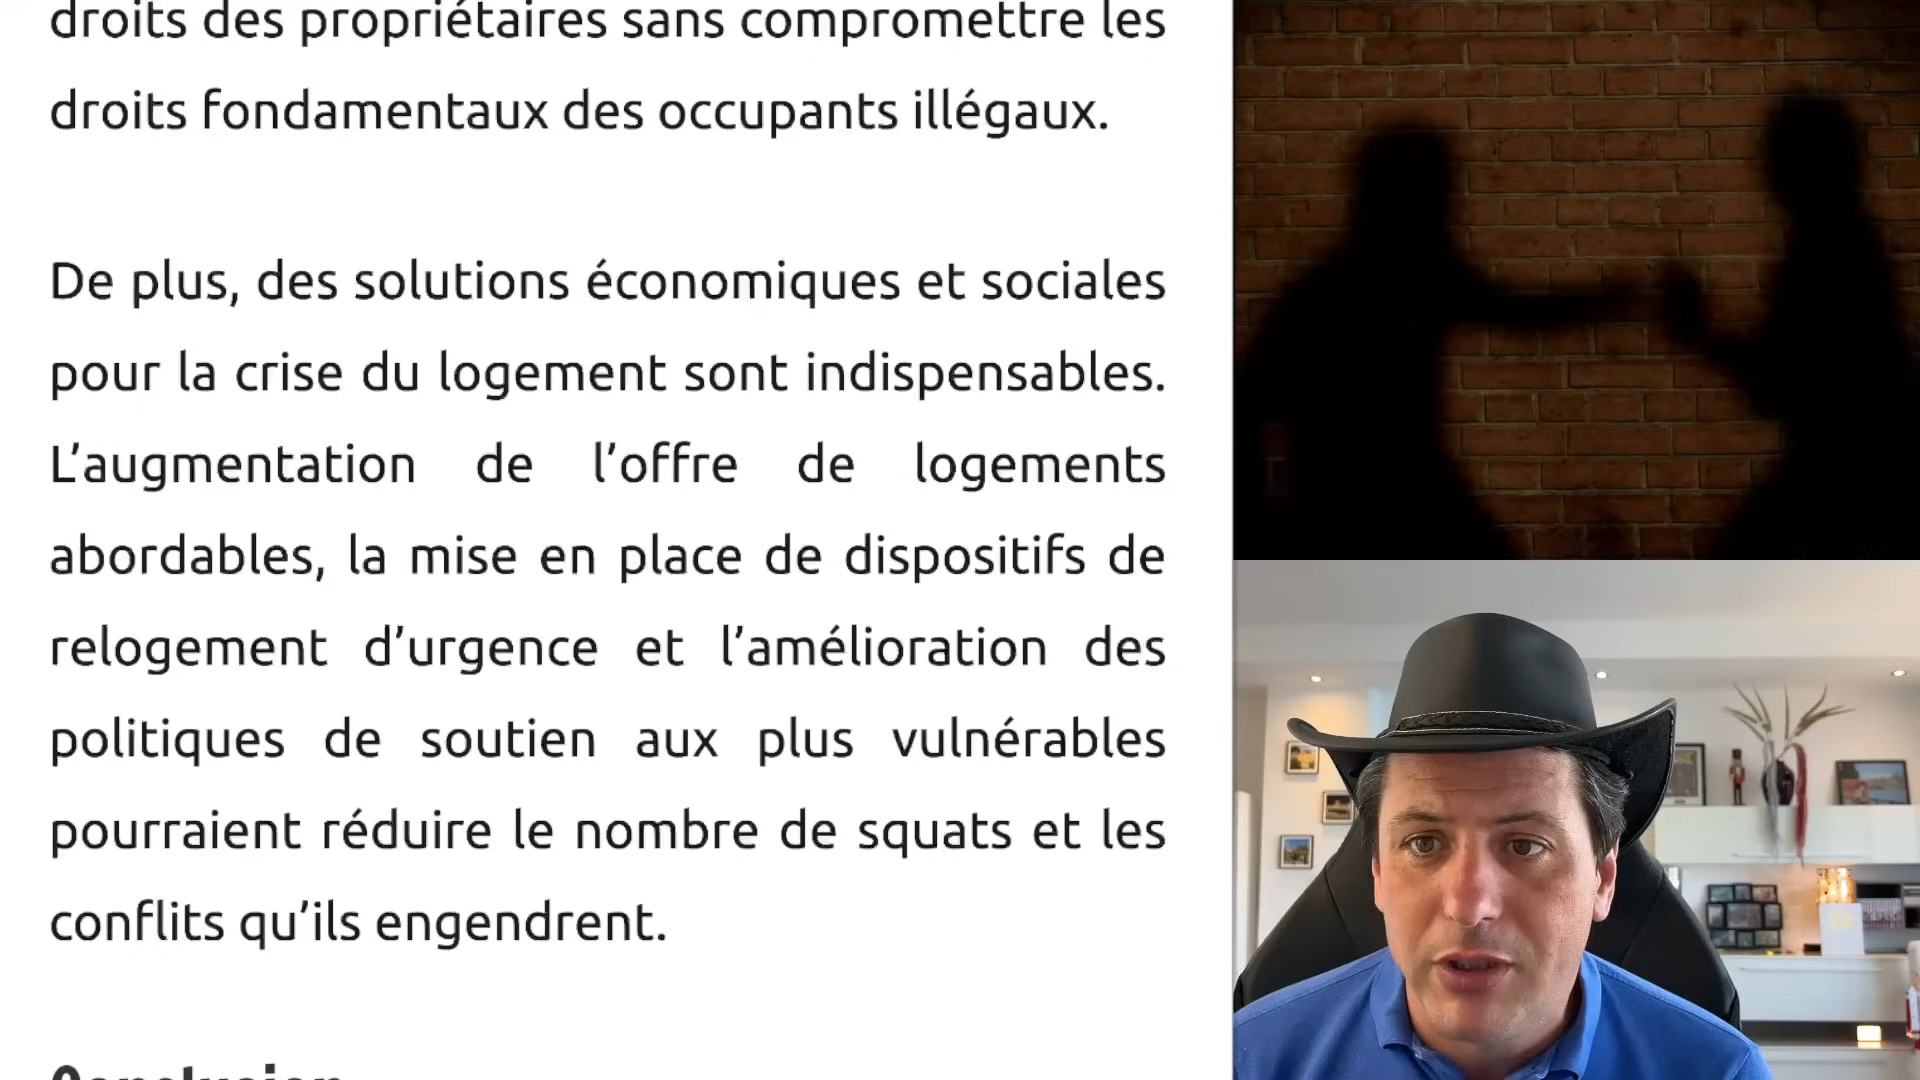 droits des propriétaires sans compromettre les
droits fondamentaux des occupants illégaux.
De plus, des solutions économiques et sociales
pour la crise du logement sont indispensables.
L’augmentation de l’offre de logements
abordables, la mise en place de dispositifs de
relogement d’urgence et l’amélioration des
politiques de soutien aux plus vulnérables
pourraient réduire le nombre de squats et les
conflits qu’ils engendrent.
Conclusion